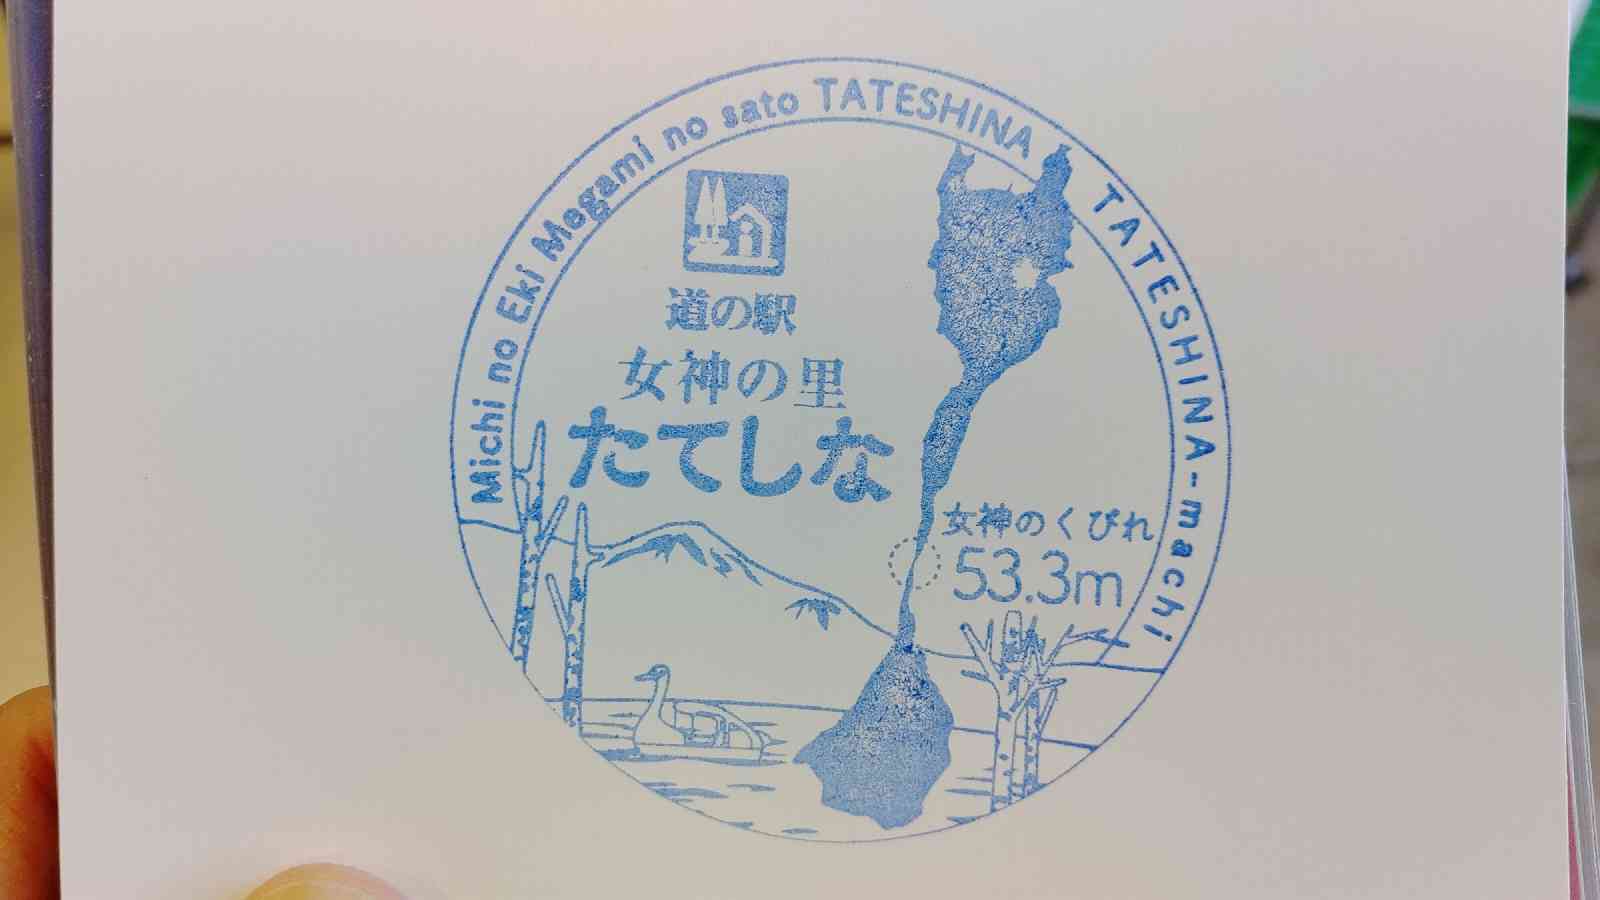 Michi no Eki Megami no sato TATESHINA
TATESHINA-machi
道の駅
女神の里
たてしな
女神のくびれ
53.3m